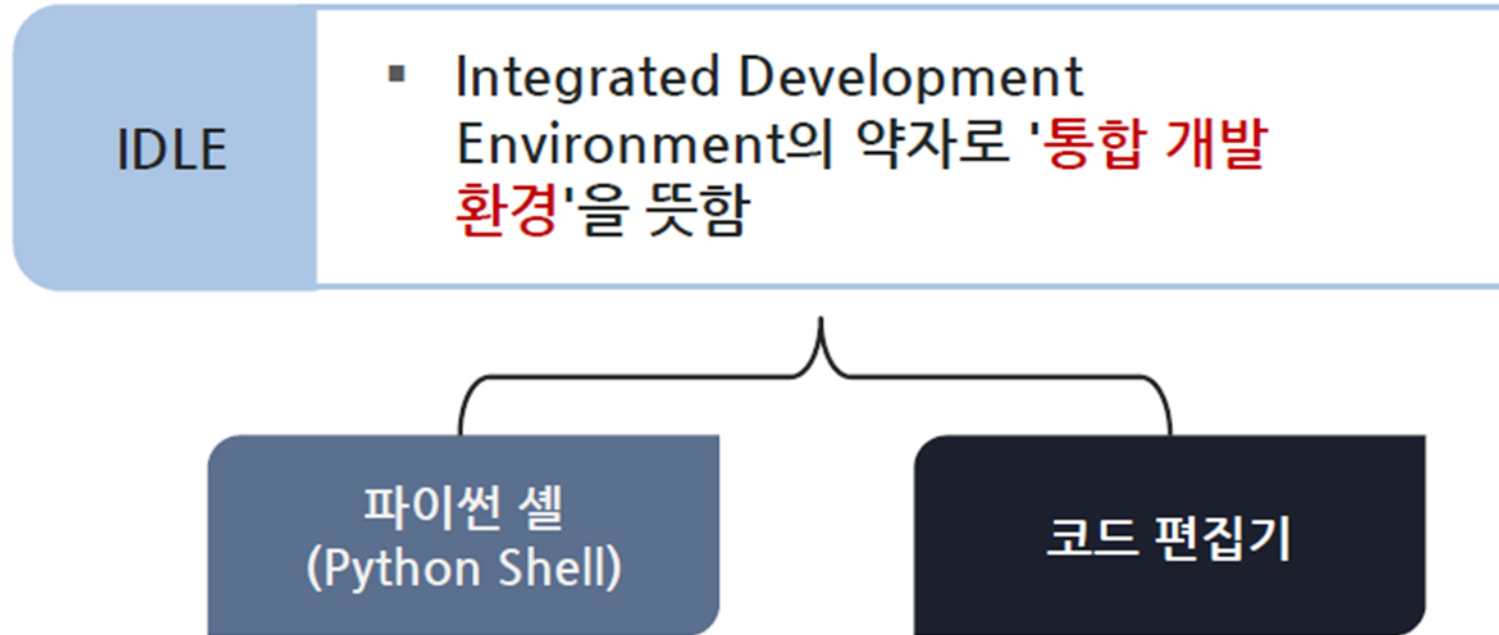 IDLE
▪ Integrated Development
Environment의 약자로 '통합 개발
환경'을 뜻함
파이썬 셸
(Python Shell)
코드 편집기